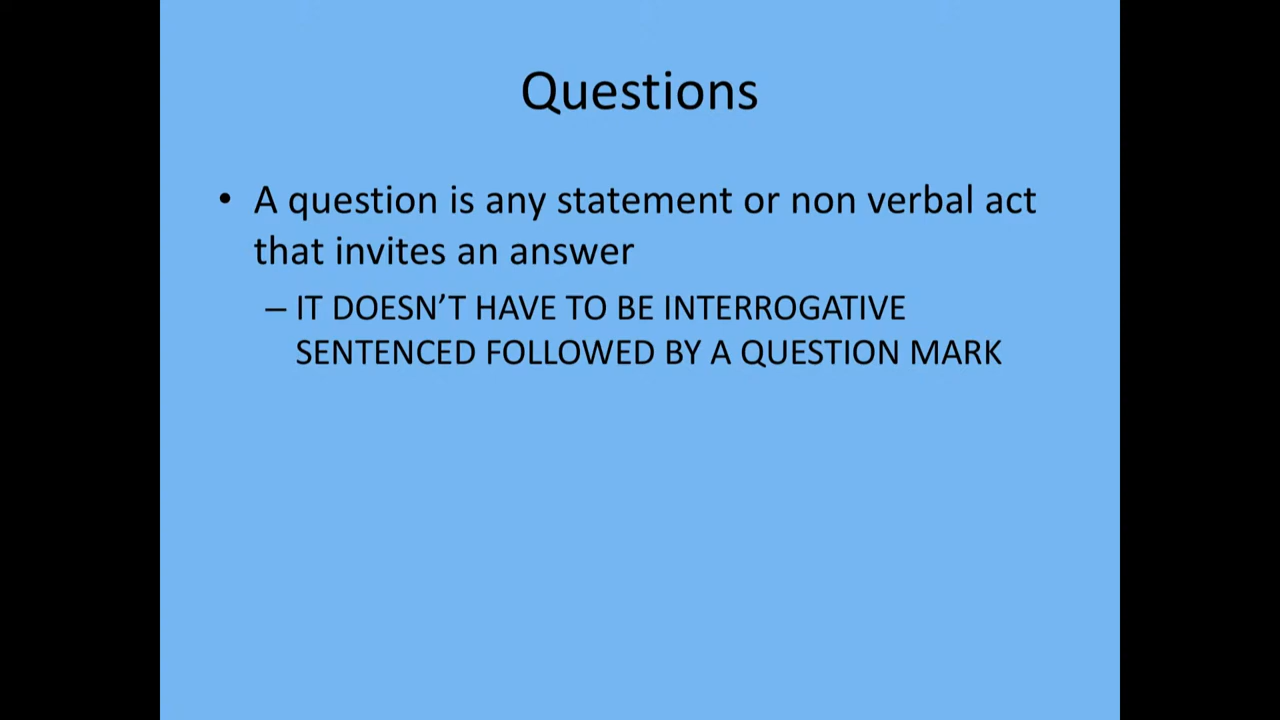 Questions
• A question is any statement or non verbal act
that invites an answer
– IT DOESN’T HAVE TO BE INTERROGATIVE
SENTENCED FOLLOWED BY A QUESTION MARK